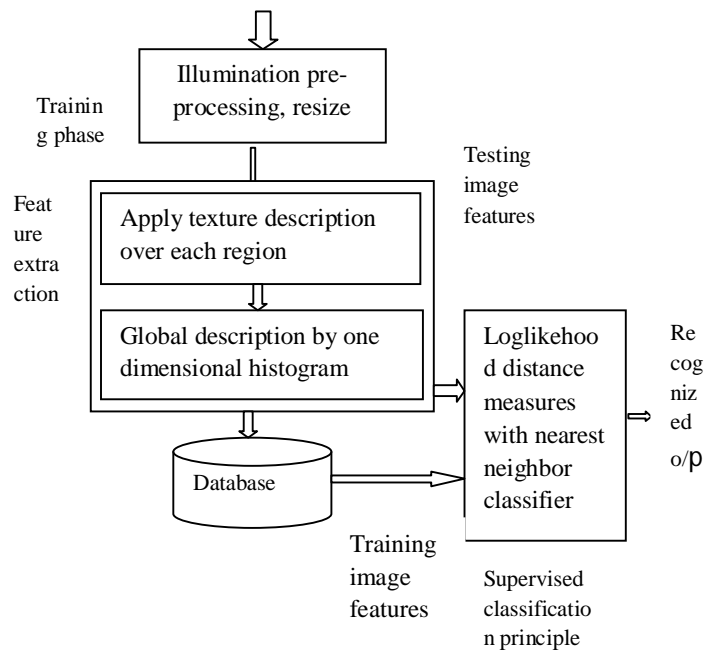 Illumination pre-
processing, resize
Trainin
g phase
Testing
image
features
Feat
ure
extra
ction
Apply texture description
over each region
Global description by one
dimensional histogram
Loglikehoo
d distance
measures
with nearest
neighbor
classifier
Re
cog
niz
ed
o/p
Database
Training
image
features
Supervised
classificatio
n principle